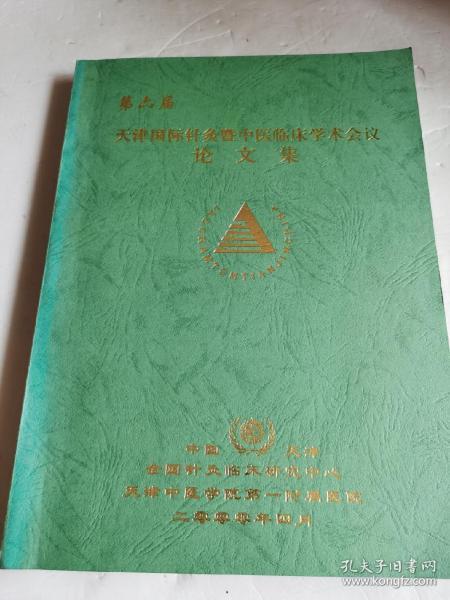 第六届
天津国际针灸暨中医临床学术会议
论文集
中国 天津
全国针灸临床研究中心
天津中医学院第一附属医院
二零零零年四月
孔夫子旧书网
www.kongfz.com